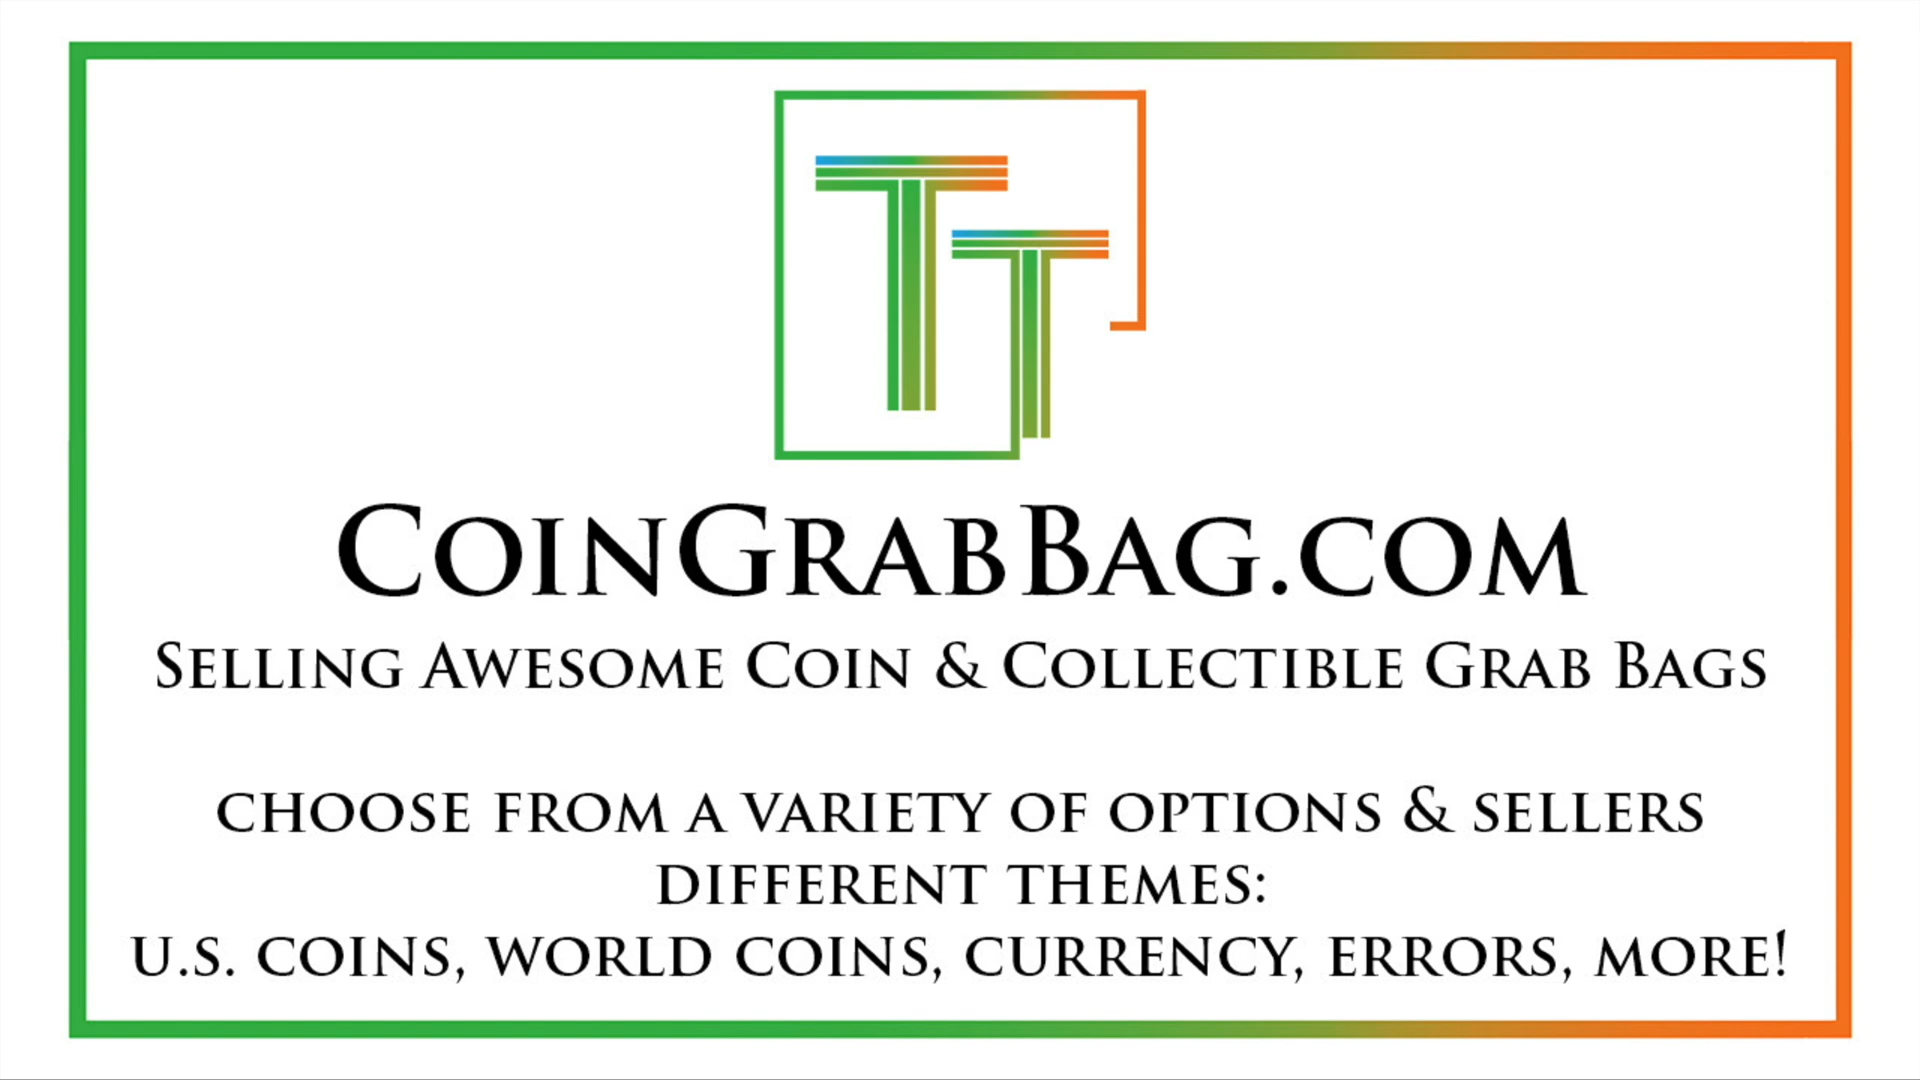 TT
CoinGrabBag.com
Selling Awesome Coin & Collectible Grab Bags
choose from a variety of options & sellers
different themes:
u.s. coins, world coins, currency, errors, more!